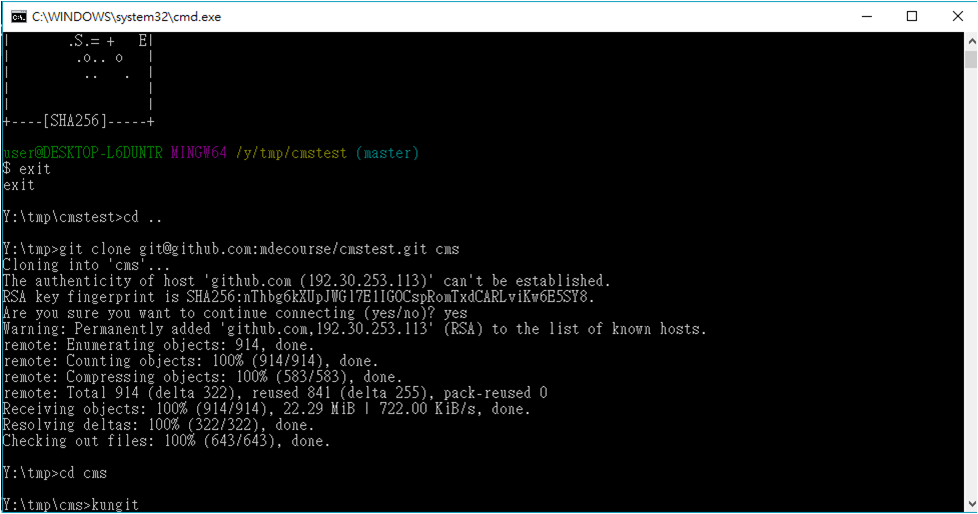 C:\WINDOWS\system32\cmd.exe
|       .S.= +   E|
|        .o.. o   |
|         ..   .  |
|                 |
|                 |
+----[SHA256]-----+
user@DESKTOP-L6DUNTR MINGW64 /y/tmp/cmstest (master)
$ exit
exit
Y:\tmp\cmstest>cd ..
Y:\tmp>git clone git@github.com:mdecourse/cmstest.git cms
Cloning into 'cms'...
The authenticity of host 'github.com (192.30.253.113)' can't be established.
RSA key fingerprint is SHA256:nThbg6kXUpJWGl7E1IGOCspRomTxdCARLviKw6E5SY8.
Are you sure you want to continue connecting (yes/no)? yes
Warning: Permanently added 'github.com,192.30.253.113' (RSA) to the list of known hosts.
remote: Enumerating objects: 914, done.
remote: Counting objects: 100% (914/914), done.
remote: Compressing objects: 100% (583/583), done.
remote: Total 914 (delta 322), reused 841 (delta 255), pack-reused 0
Receiving objects: 100% (914/914), 22.29 MiB | 722.00 KiB/s, done.
Resolving deltas: 100% (322/322), done.
Checking out files: 100% (643/643), done.
Y:\tmp>cd cms
Y:\tmp\cms>kungit